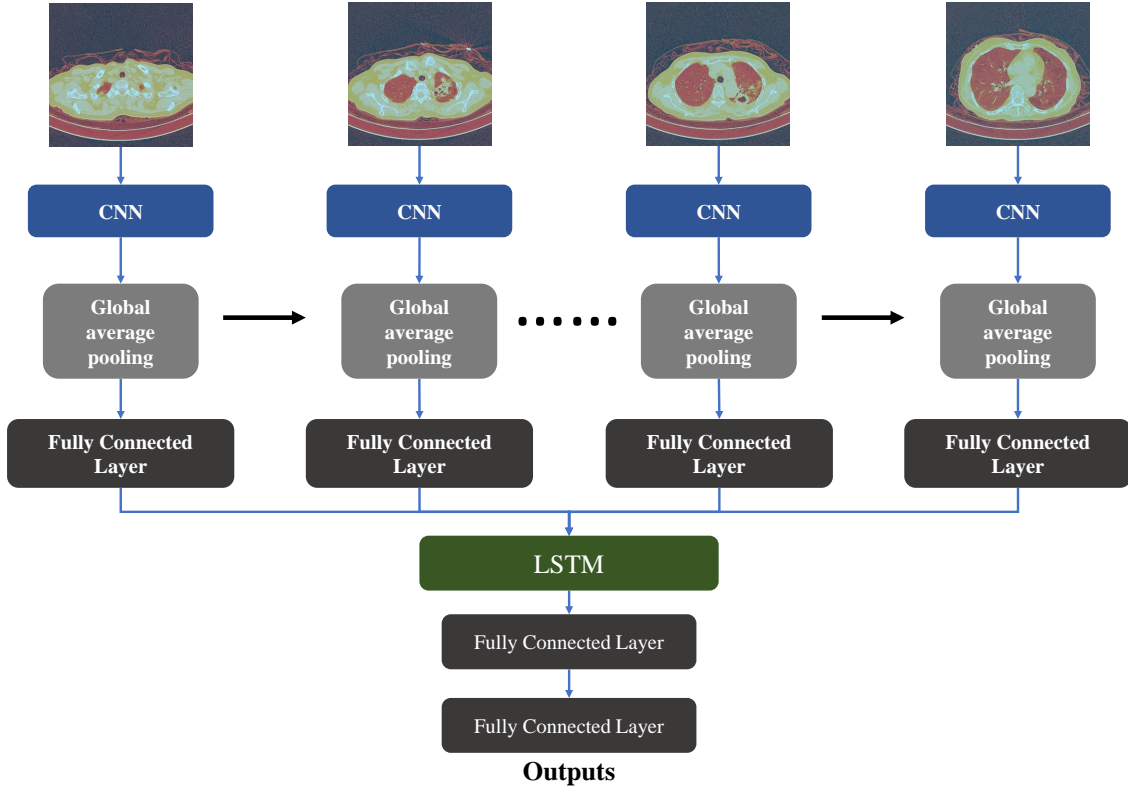 CNN
CNN
CNN
CNN
Global
average
pooling
Global
average
pooling
Global
average
pooling
Global
average
pooling
Fully Connected
Layer
Fully Connected
Layer
Fully Connected
Layer
Fully Connected
Layer
LSTM
Fully Connected Layer
Fully Connected Layer
Outputs